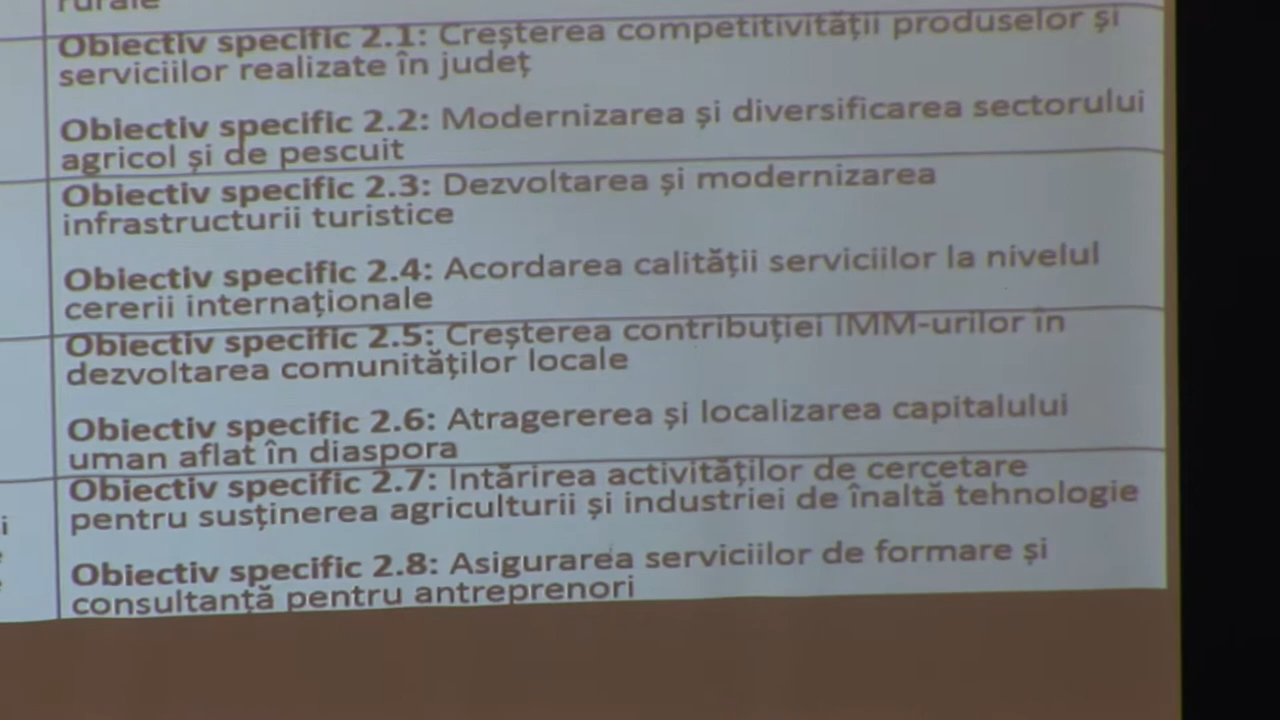 rurale
Obiectiv specific 2.1: Creșterea competitivității produselor și
serviciilor realizate în județ
Obiectiv specific 2.2: Modernizarea și diversificarea sectorului
agricol și de pescuit
Obiectiv specific 2.3: Dezvoltarea și modernizarea
infrastructurii turistice
Obiectiv specific 2.4: Acordarea calității serviciilor la nivelul
cererii internaționale
Obiectiv specific 2.5: Creșterea contribuției IMM-urilor în
dezvoltarea comunităților locale
Obiectiv specific 2.6: Atragererea și localizarea capitalului
uman aflat în diaspora
Obiectiv specific 2.7: Intărirea activităților de cercetare
pentru susținerea agriculturii și industriei de înaltă tehnologie
Obiectiv specific 2.8: Asigurarea serviciilor de formare și
consultanță pentru antreprenori